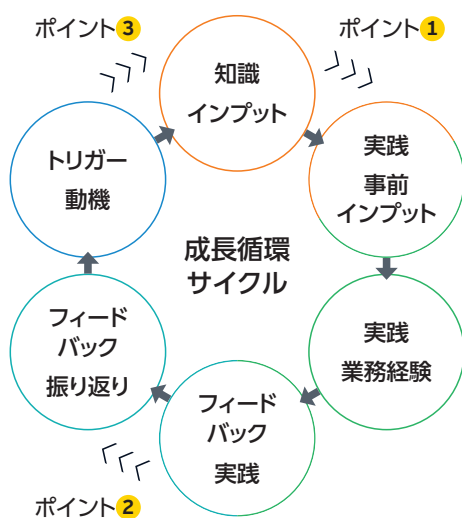 ポイント3
ポイント1
知識
インプット
実践
事前
インプット
実践
業務経験
フィード
バック
実践
ポイント2
フィード
バック
振り返り
トリガー
動機
成長循環
サイクル